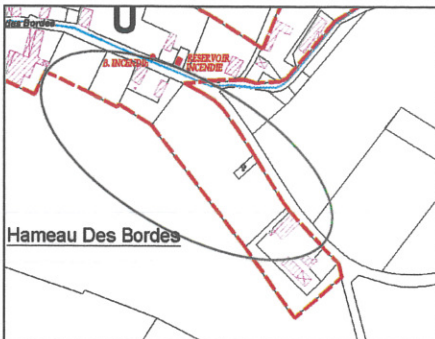 U
des Bordes
B. INCENDIE
RESERVOIR
INCENDIE
Hameau Des Bordes